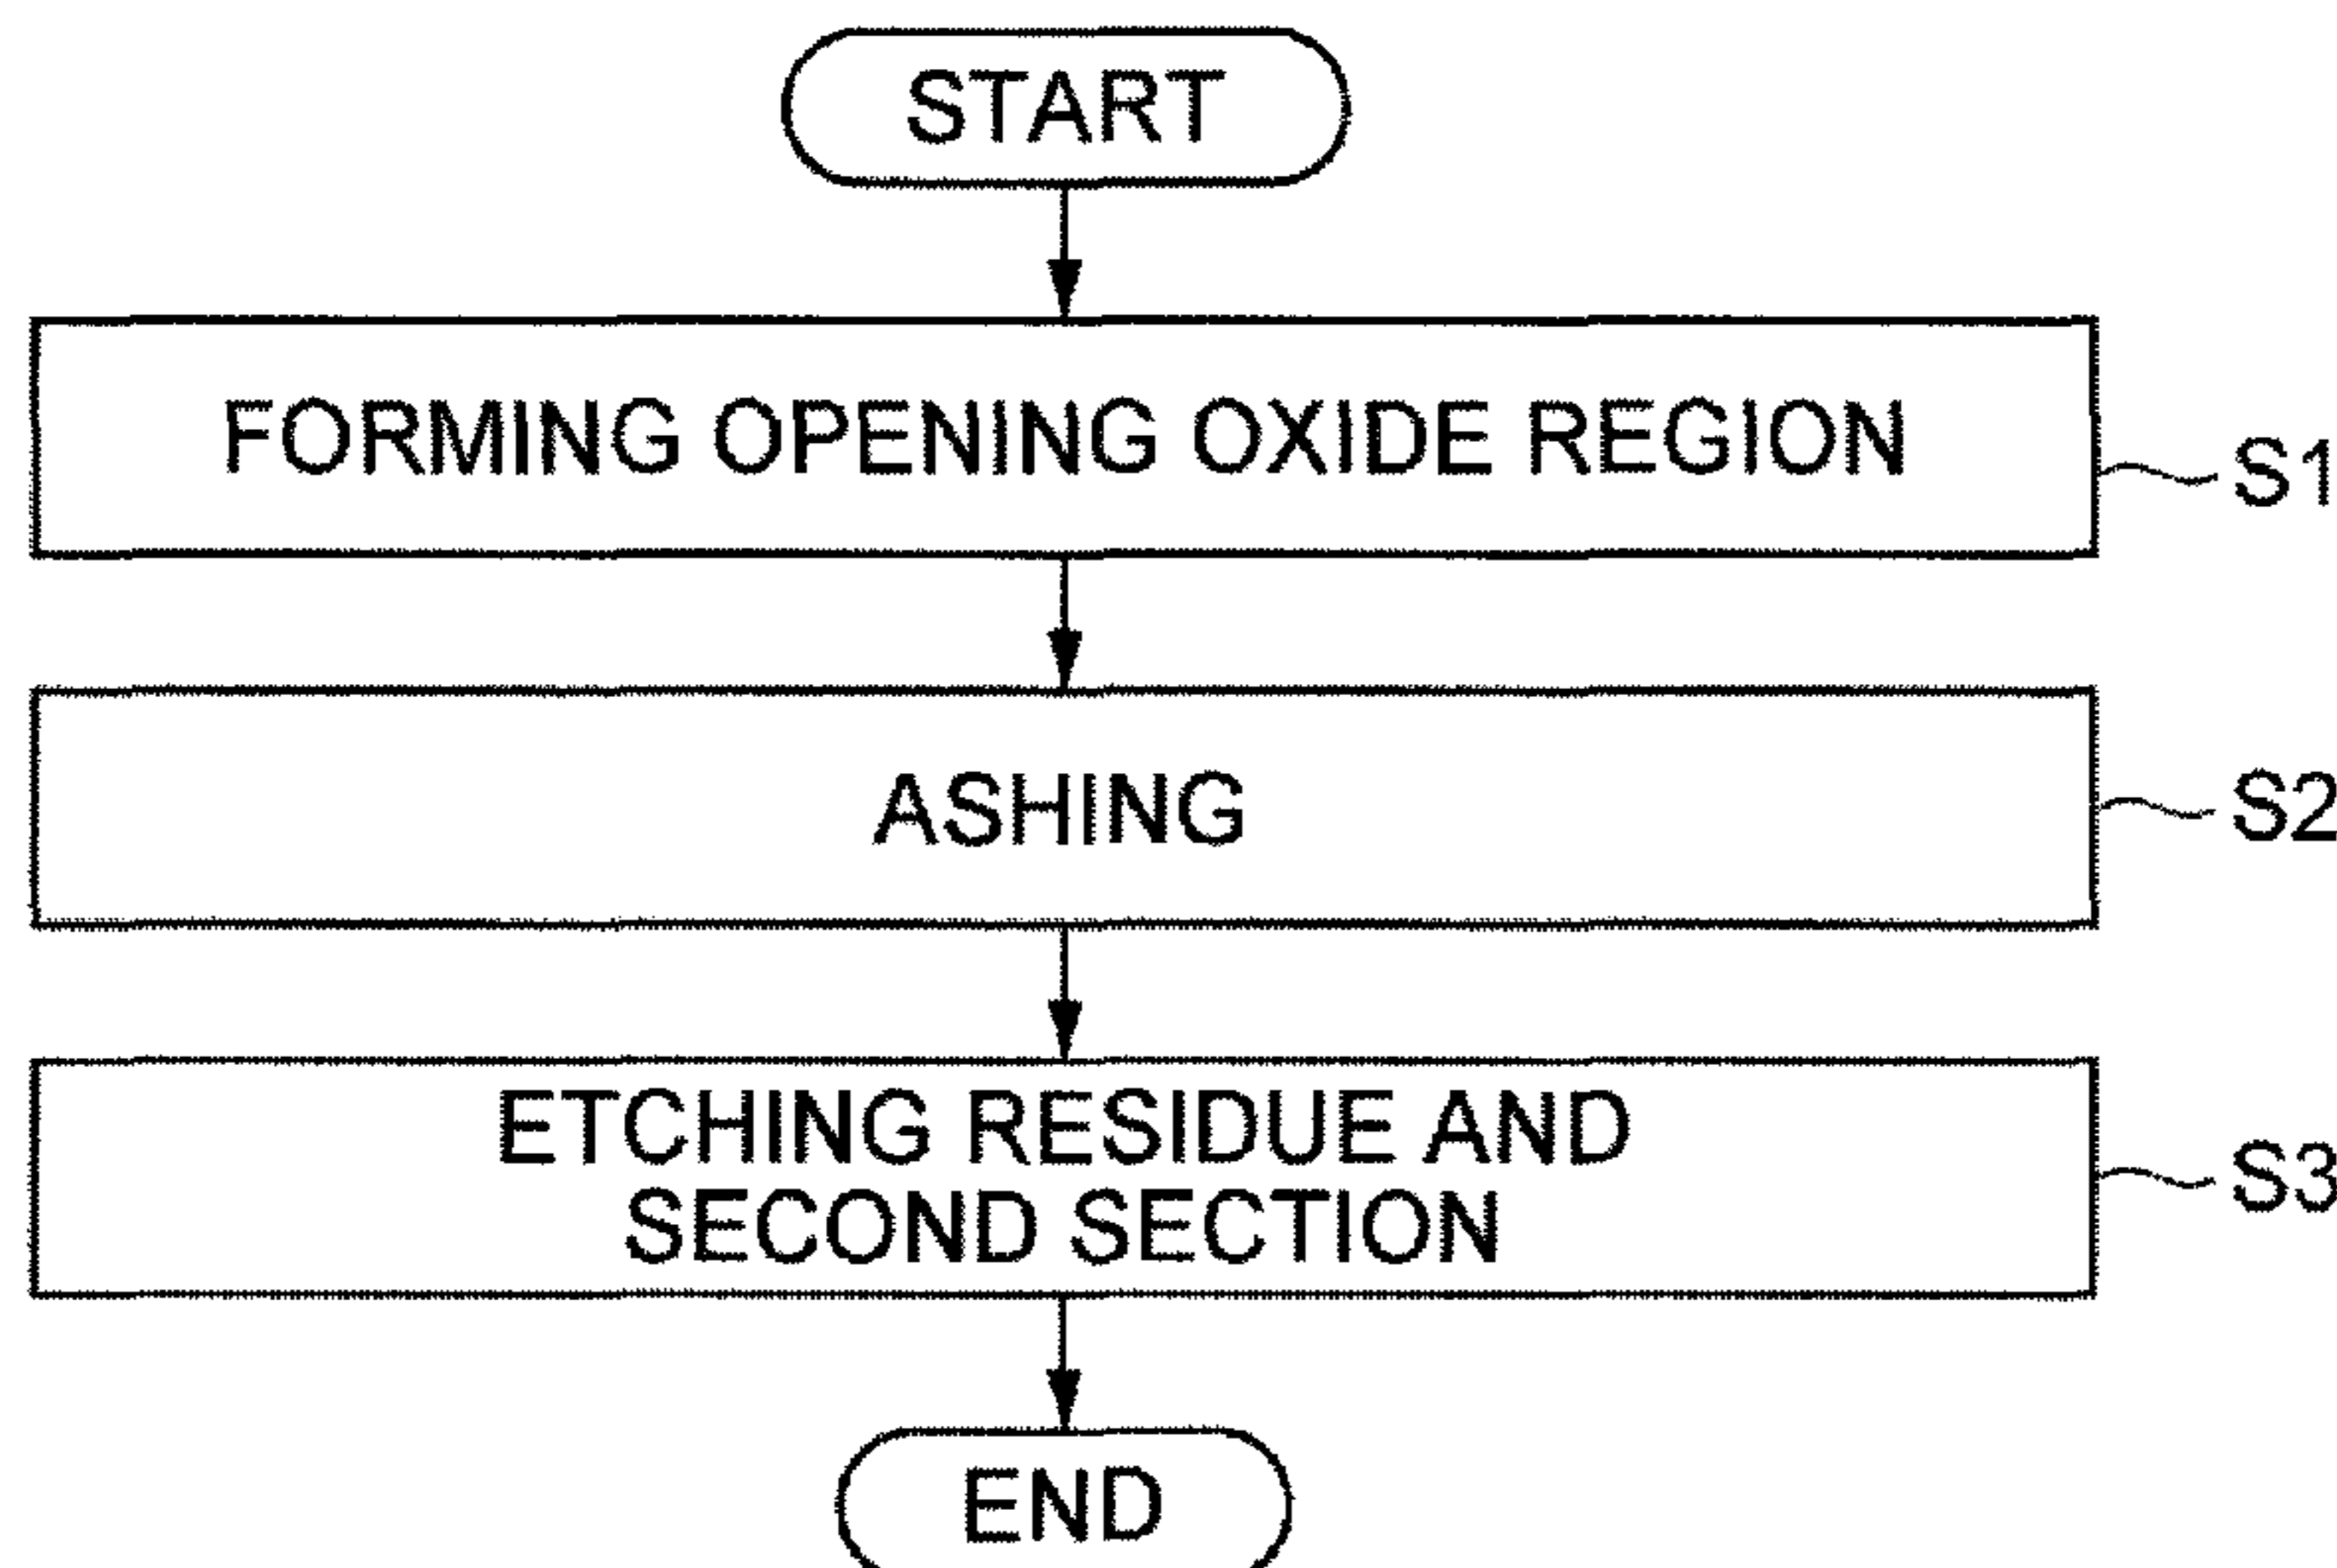 START
FORMING OPENING OXIDE REGION
S1
ASHING
S2
ETCHING RESIDUE AND
SECOND SECTION
S3
END